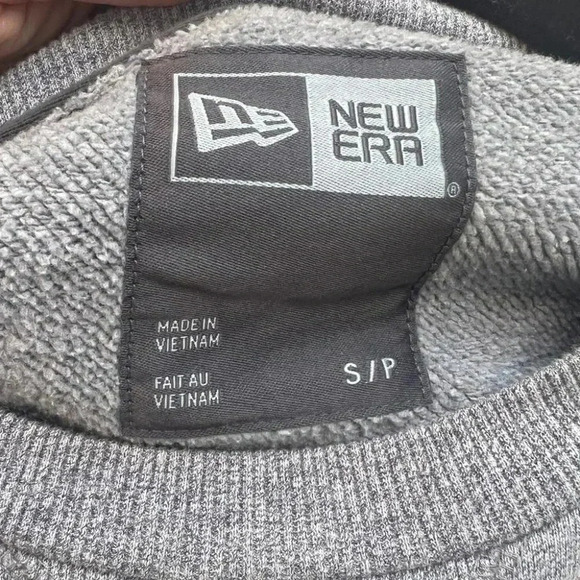 NEW
ERA
®
MADE IN
VIETNAM
FAIT AU
VIETNAM
S/P